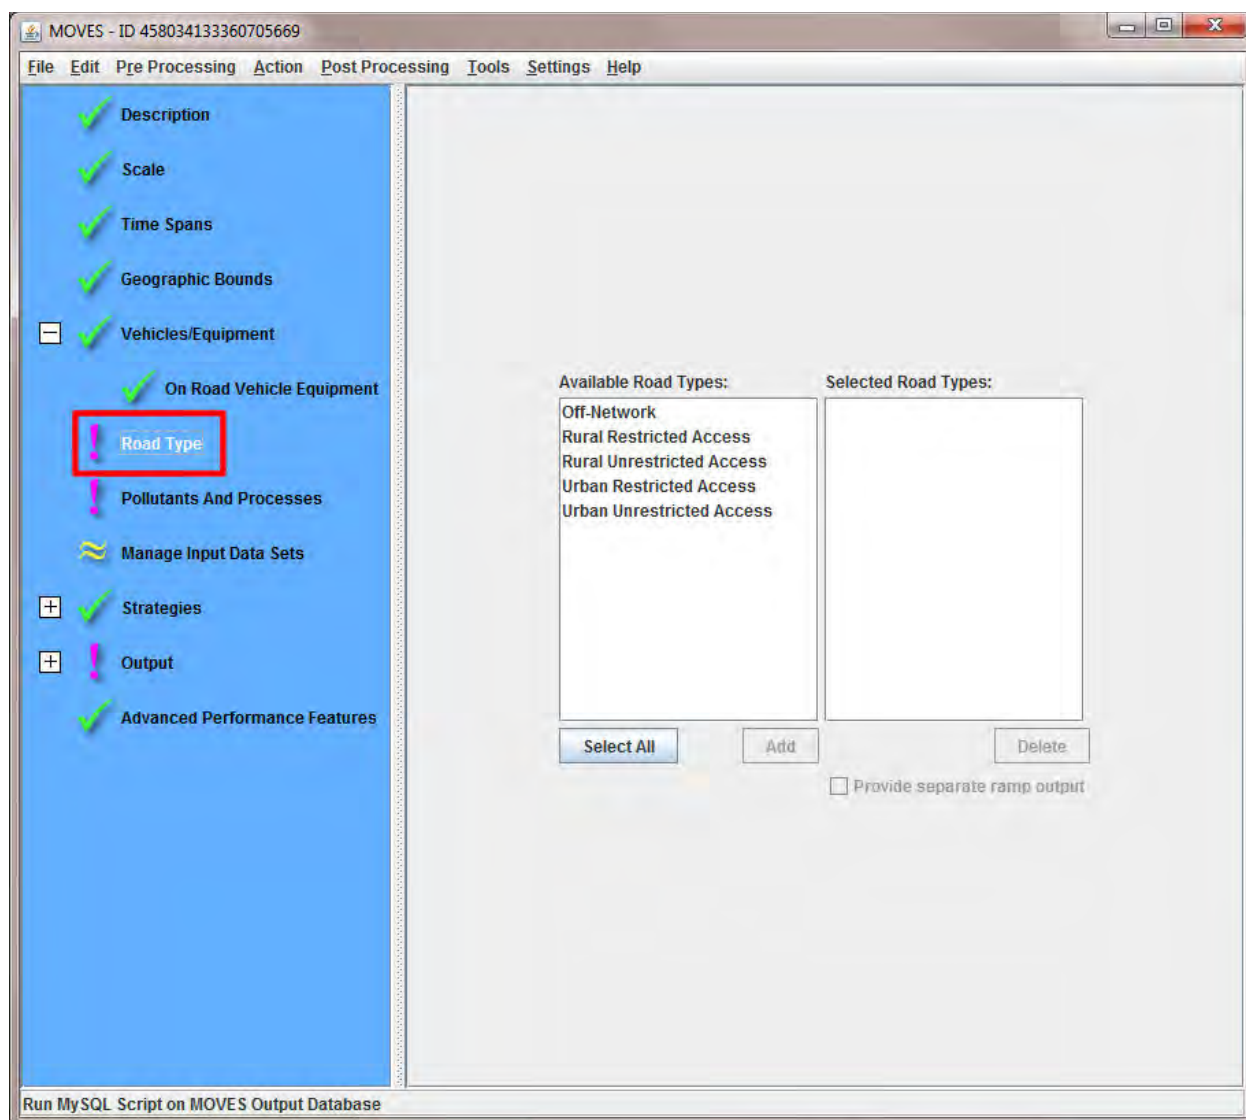 MOVES - ID 458034133360705669
File Edit Pre Processing Action Post Processing Tools Settings Help
Description
Scale
Time Spans
Geographic Bounds
Vehicles/Equipment
On Road Vehicle Equipment
Road Type
Pollutants And Processes
Manage Input Data Sets
Strategies
Output
Advanced Performance Features
Available Road Types:
Off-Network
Rural Restricted Access
Rural Unrestricted Access
Urban Restricted Access
Urban Unrestricted Access
Selected Road Types:
Select All
Add
Delete
Provide separate ramp output
Run MySQL Script on MOVES Output Database